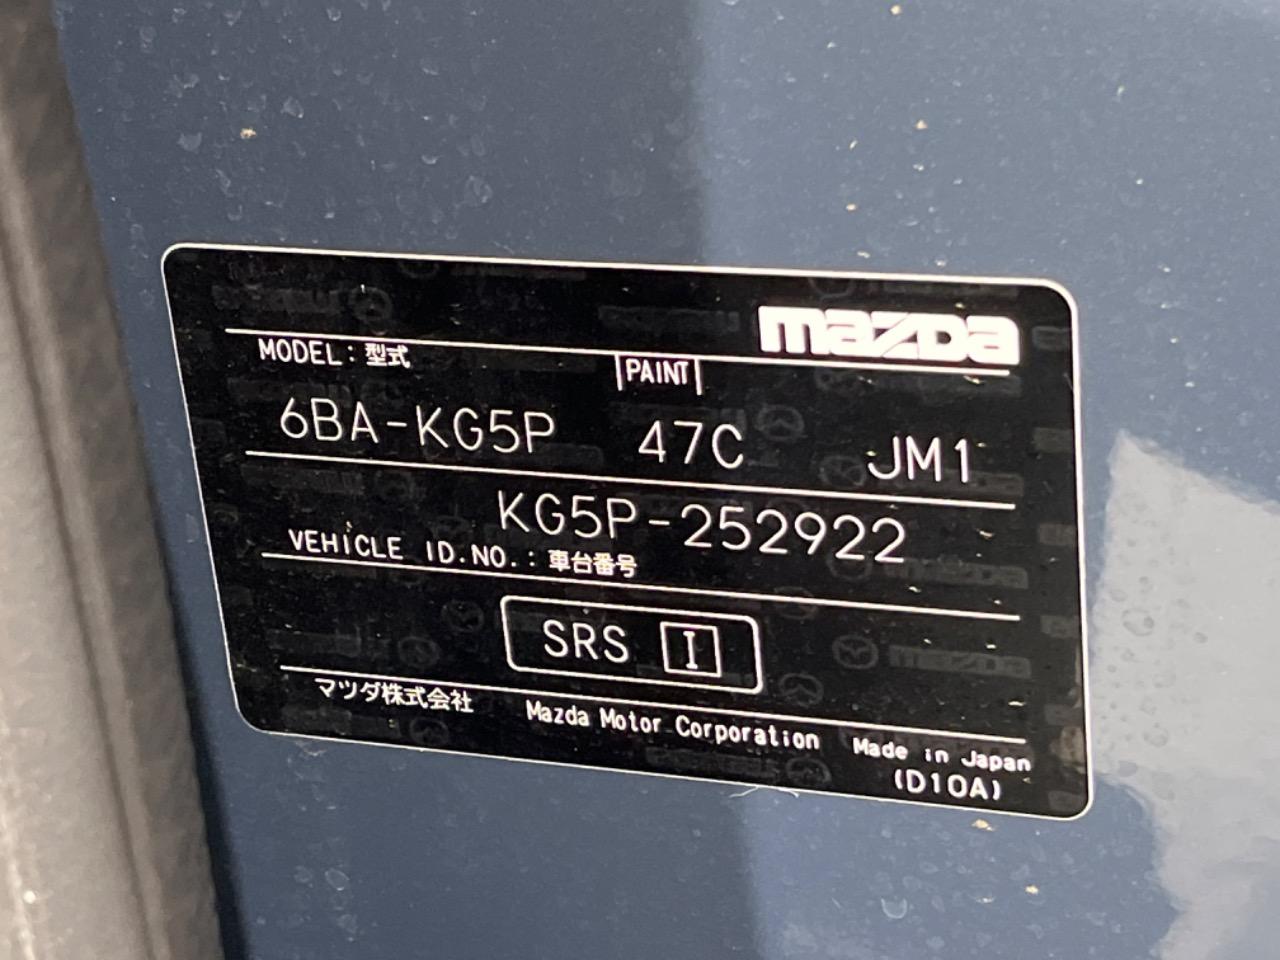 mazda
MODEL: 型式 PAINT
6BA-KG5P 47C JM1
KG5P-252922
VEHICLE ID.NO.: 車台番号
SRS I
マツダ株式会社 Mazda Motor Corporation Made in Japan
(D10A)